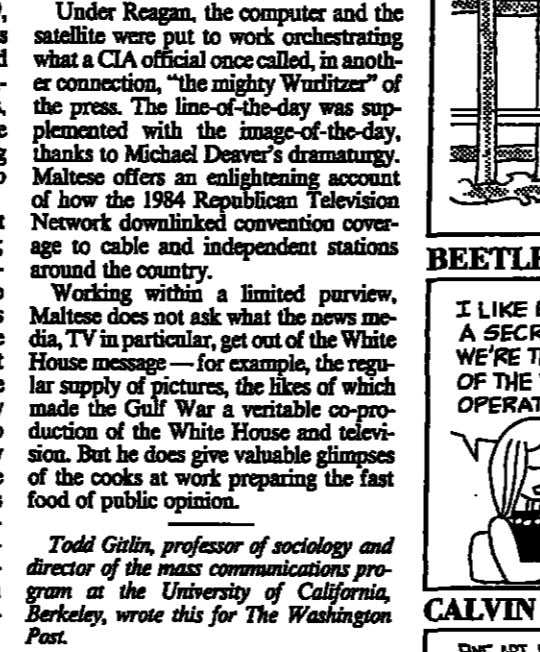 Under Reagan, the computer and the
satellite were put to work orchestrating
what a CIA official once called, in anoth-
er connection, “the mighty Wurlitzer” of
the press. The line-of-the-day was sup-
plemented with the image-of-the-day,
thanks to Michael Deaver's dramaturgy.
Maltese offers an enlightening account
of how the 1984 Republican Television
Network downlinked convention cover-
age to cable and independent stations
around the country.
Working within a limited purview,
Maltese does not ask what the news me-
dia, TV in particular, get out of the White
House message — for example, the regu-
lar supply of pictures, the likes of which
made the Gulf War a veritable co-pro-
duction of the White House and televi-
sion. But he does give valuable glimpses
of the cooks at work preparing the fast
food of public opinion.
Todd Gitlin, professor of sociology and
director of the mass communications pro-
gram at the University of California,
Berkeley, wrote this for The Washington
Post.
BEETLE
I LIKE
A SECR
WE'RE
OF THE
OPERAT
CALVIN